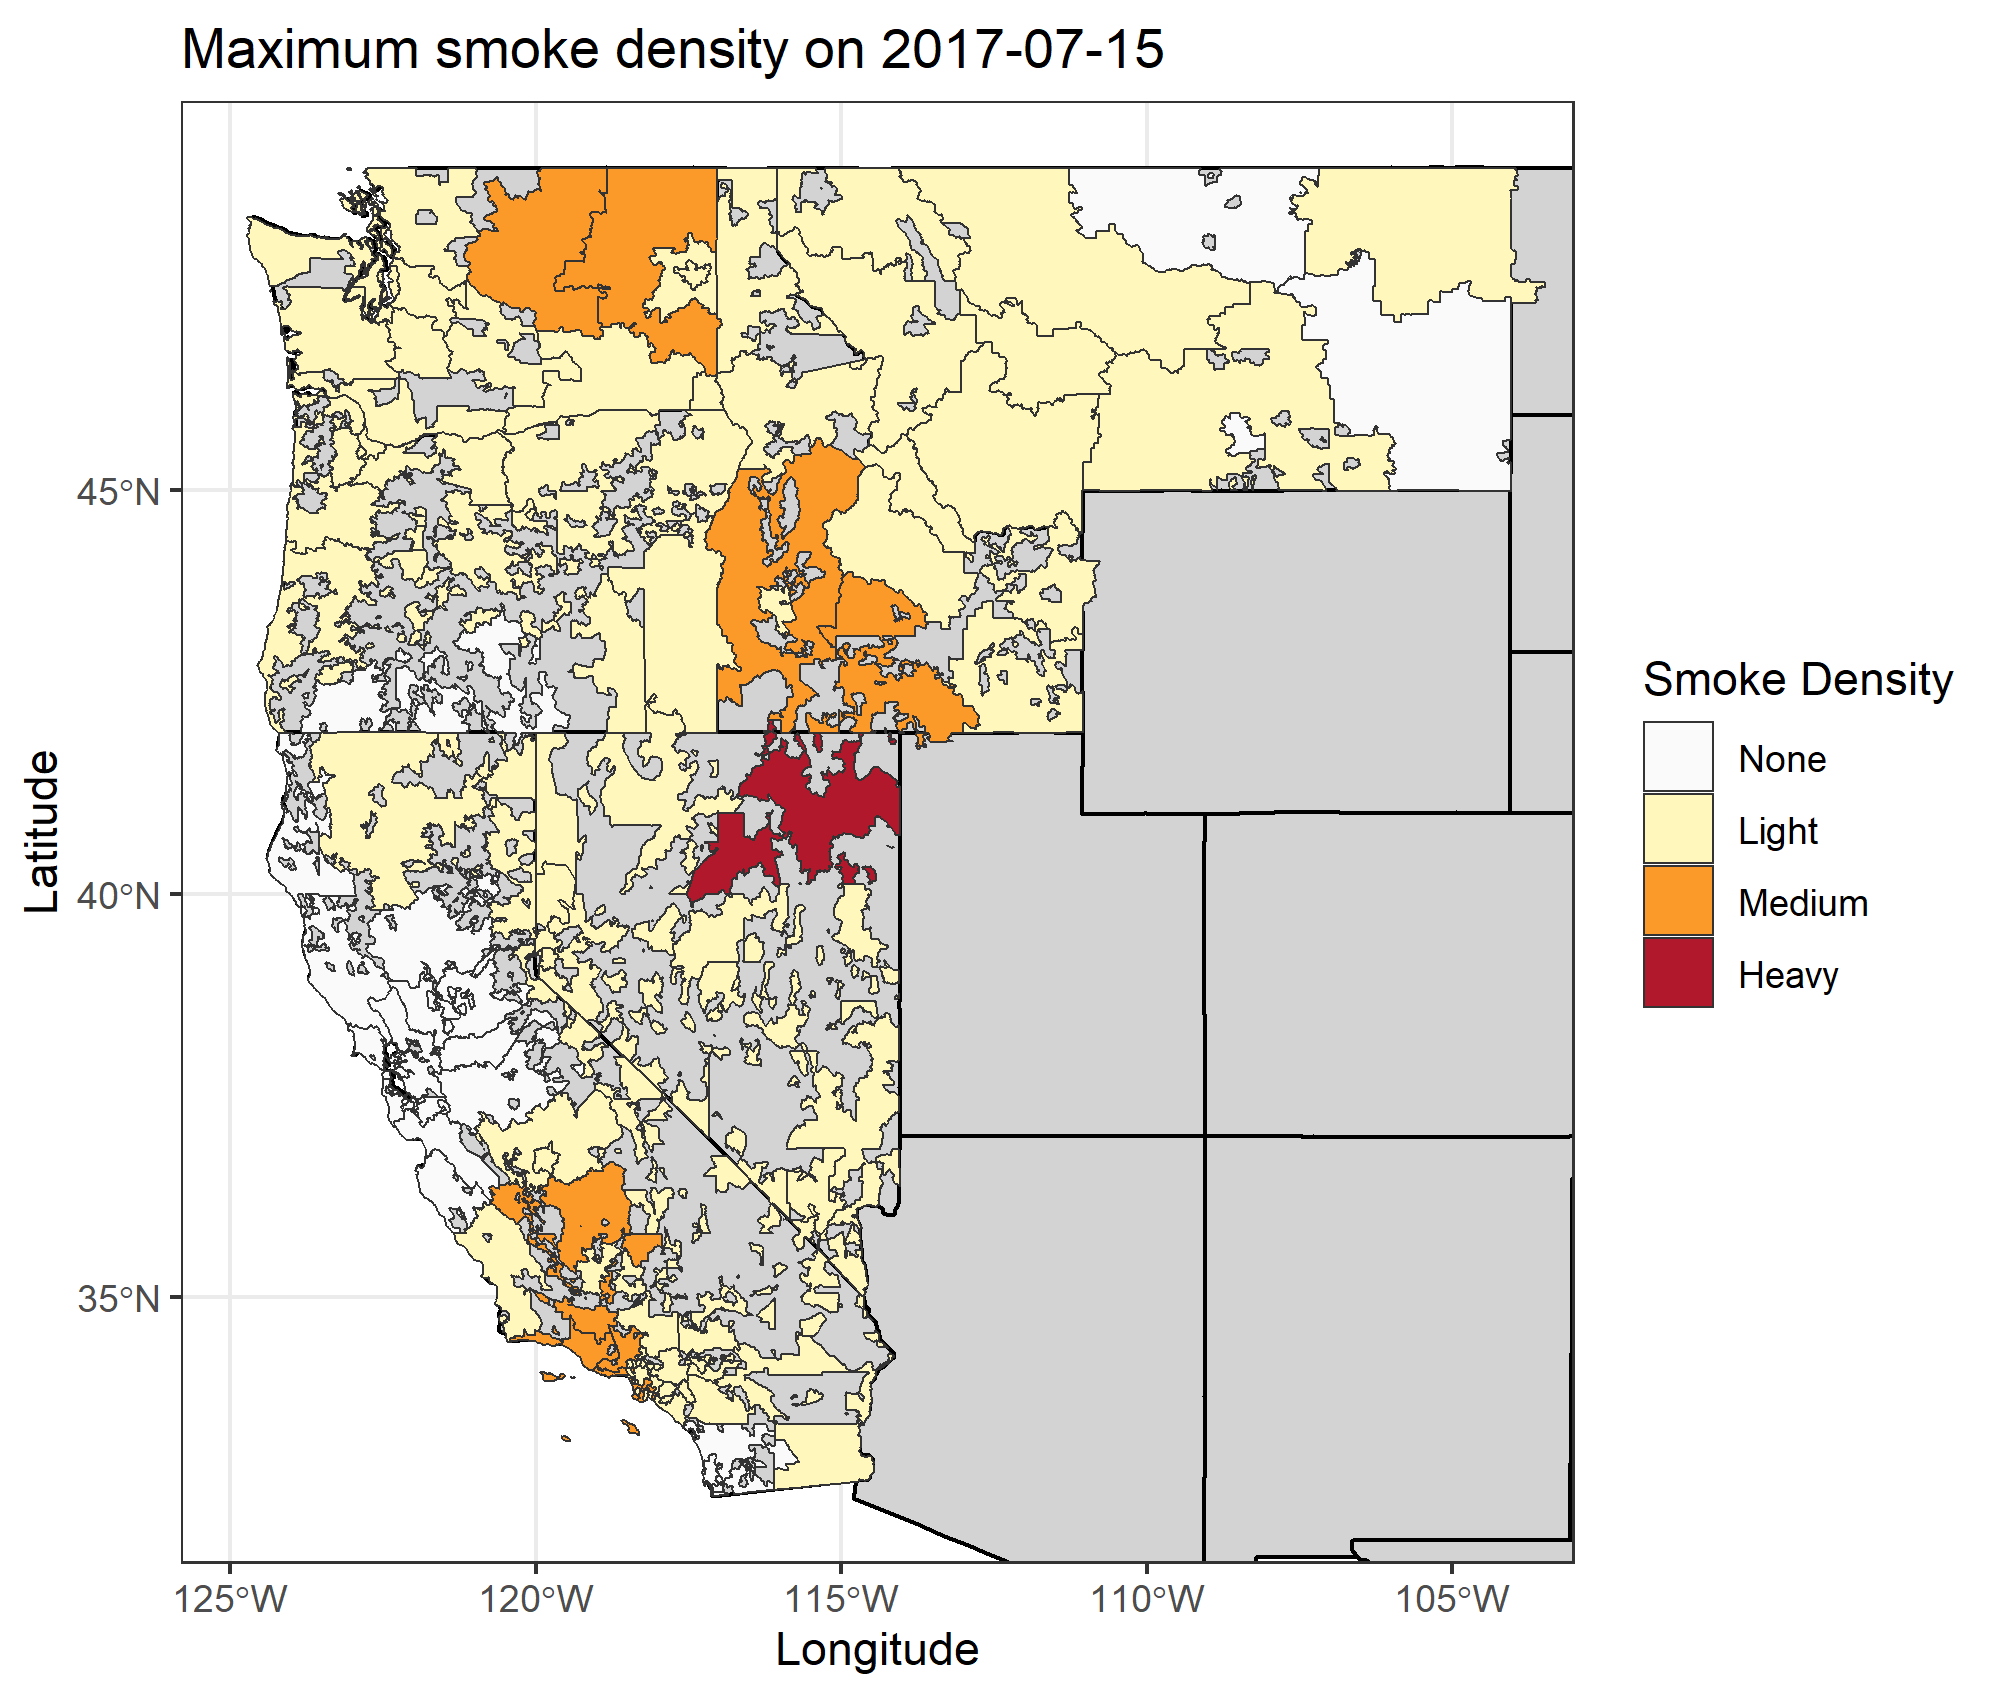 Maximum smoke density on 2017-07-15
45°N
40°N
35°N
Latitude
125°W
120°W
115°W
110°W
105°W
Longitude
Smoke Density
None
Light
Medium
Heavy